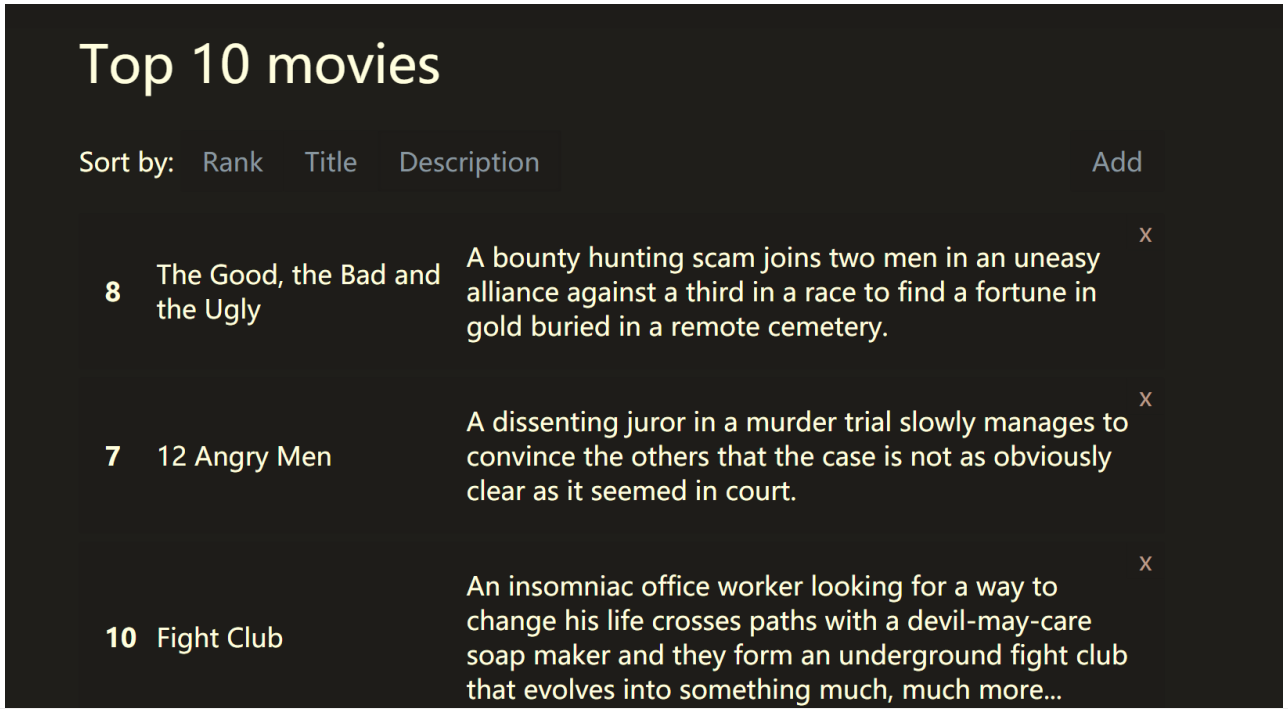 Top 10 movies
Sort by: Rank Title Description Add
x
8
The Good, the Bad and
the Ugly
A bounty hunting scam joins two men in an uneasy
alliance against a third in a race to find a fortune in
gold buried in a remote cemetery.
x
7
12 Angry Men
A dissenting juror in a murder trial slowly manages to
convince the others that the case is not as obviously
clear as it seemed in court.
x
10
Fight Club
An insomniac office worker looking for a way to
change his life crosses paths with a devil-may-care
soap maker and they form an underground fight club
that evolves into something much, much more...